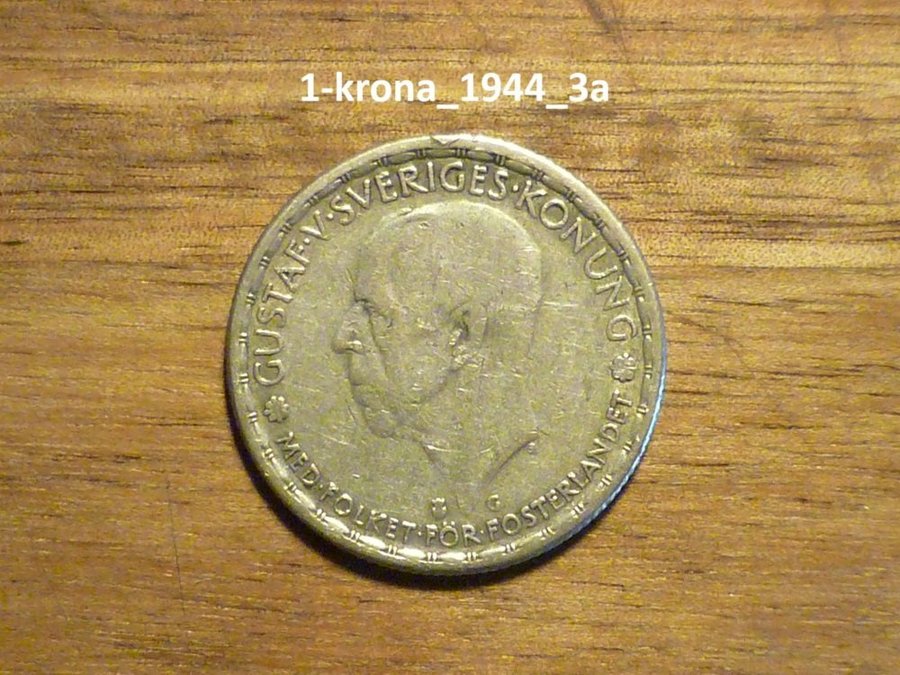 1-krona_1944_3a
GUSTAF·V·SVERIGES·KONUNG
MED·FOLKET·FÖR·FOSTERLANDET
G